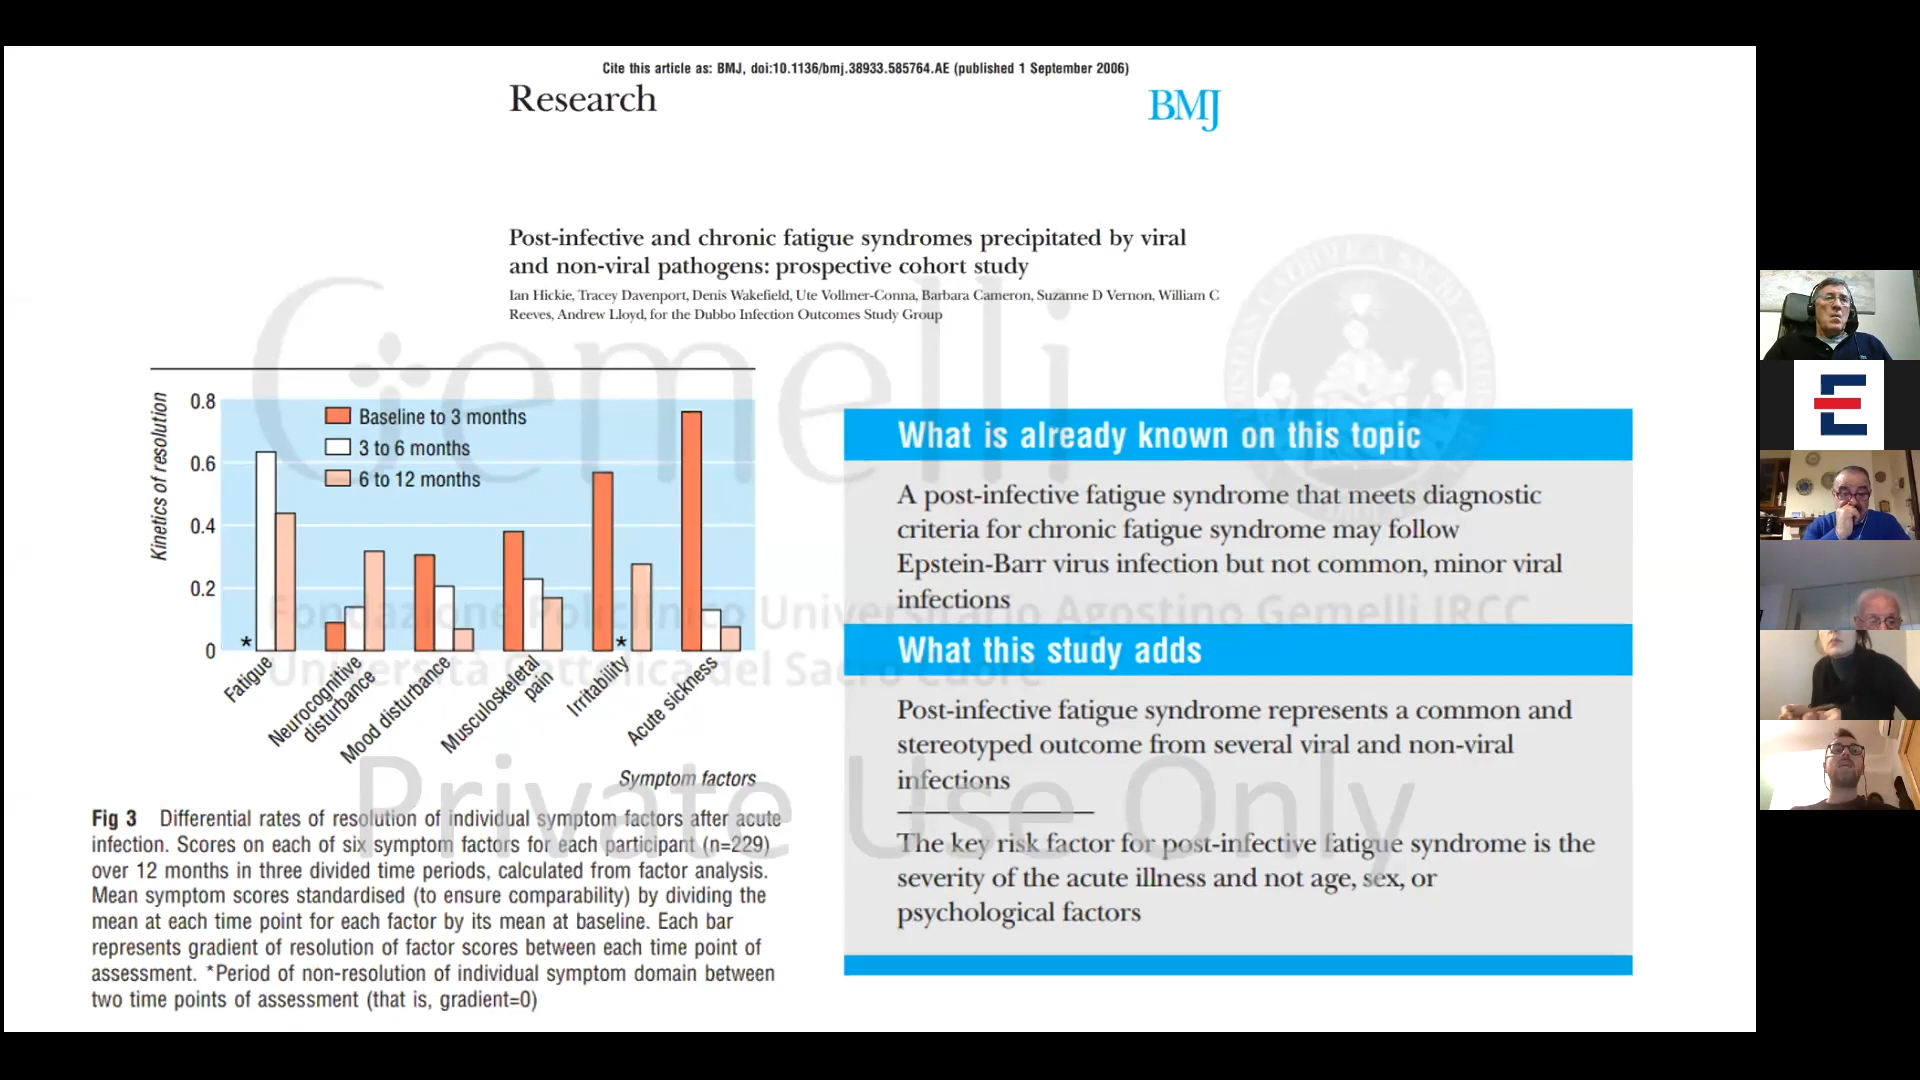 Cite this article as: BMJ, doi:10.1136/bmj.38933.585764.AE (published 1 September 2006)
Research
BMJ
Post-infective and chronic fatigue syndromes precipitated by viral
and non-viral pathogens: prospective cohort study
Ian Hickie, Tracey Davenport, Denis Wakefield, Ute Vollmer-Conna, Barbara Cameron, Suzanne D Vernon, William C
Reeves, Andrew Lloyd, for the Dubbo Infection Outcomes Study Group
Kinetics of resolution
0.8
0.6
0.4
0.2
0
Baseline to 3 months
3 to 6 months
6 to 12 months
*
*
Fatigue
Neurocognitive
disturbance
Mood disturbance
Musculoskeletal
pain
Irritability
Acute sickness
Symptom factors
Fig 3 Differential rates of resolution of individual symptom factors after acute
infection. Scores on each of six symptom factors for each participant (n=229)
over 12 months in three divided time periods, calculated from factor analysis.
Mean symptom scores standardised (to ensure comparability) by dividing the
mean at each time point for each factor by its mean at baseline. Each bar
represents gradient of resolution of factor scores between each time point of
assessment. *Period of non-resolution of individual symptom domain between
two time points of assessment (that is, gradient=0)
What is already known on this topic
A post-infective fatigue syndrome that meets diagnostic
criteria for chronic fatigue syndrome may follow
Epstein-Barr virus infection but not common, minor viral
infections
What this study adds
Post-infective fatigue syndrome represents a common and
stereotyped outcome from several viral and non-viral
infections
The key risk factor for post-infective fatigue syndrome is the
severity of the acute illness and not age, sex, or
psychological factors
Gemelli
Fondazione Policlinico Universitario Agostino Gemelli IRCC
Università Cattolica del Sacro Cuore
Private Use Only
E